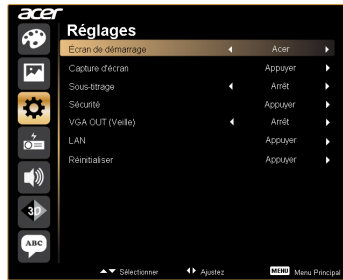 acer
Réglages
Écran de démarrage Acer
Capture d'écran Appuyer
Sous-titrage Arrêt
Sécurité Appuyer
VGA OUT (Veille) Arrêt
LAN Appuyer
Réinitialiser Appuyer
3D
ABC
Sélectionner Ajustez MENU Menu Principal